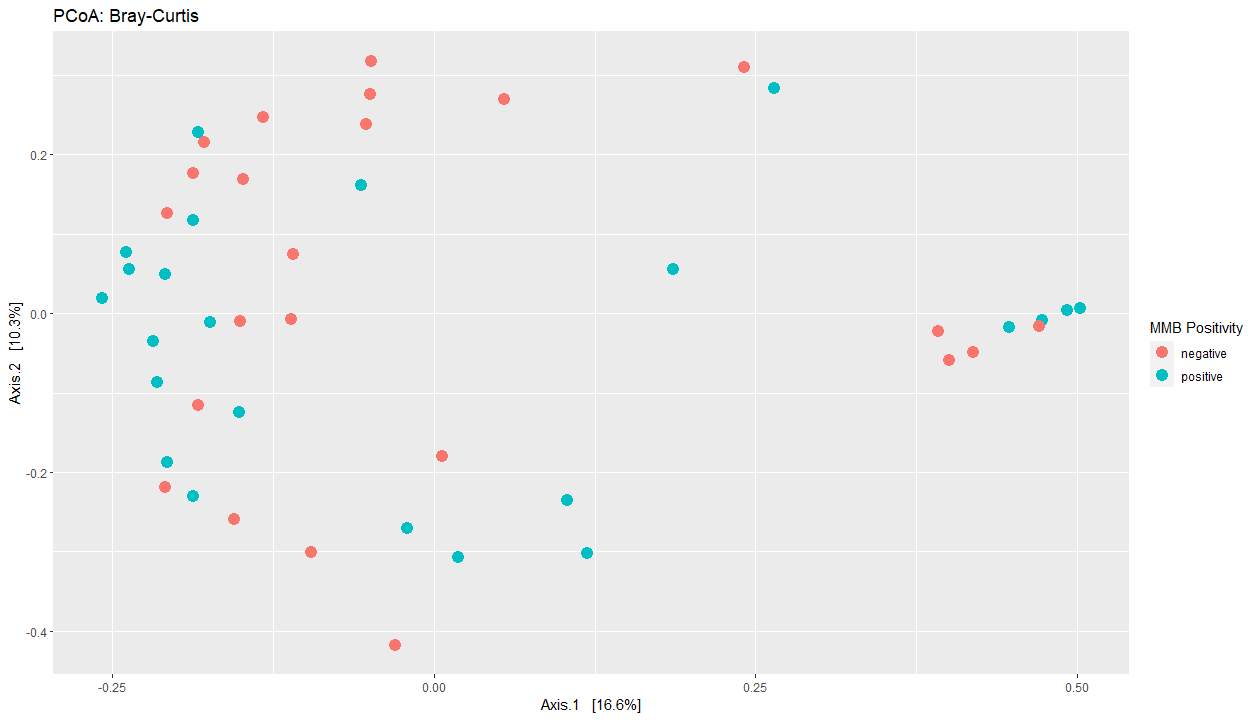 PCoA: Bray-Curtis
0.2
0.0
-0.2
-0.4
Axis.2 [10.3%]
-0.25
0.00
0.25
0.50
Axis.1 [16.6%]
MMB Positivity
negative
positive